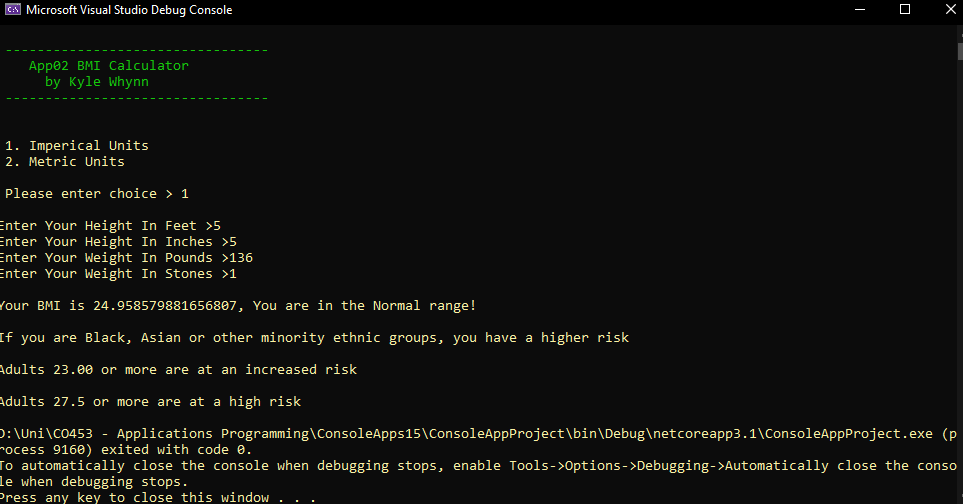 Microsoft Visual Studio Debug Console
---------------------------------
App02 BMI Calculator
by Kyle Whynn
---------------------------------
1. Imperical Units
2. Metric Units
Please enter choice > 1
Enter Your Height In Feet >5
Enter Your Height In Inches >5
Enter Your Weight In Pounds >136
Enter Your Weight In Stones >1
Your BMI is 24.958579881656807, You are in the Normal range!
If you are Black, Asian or other minority ethnic groups, you have a higher risk
Adults 23.00 or more are at an increased risk
Adults 27.5 or more are at a high risk
D:\Uni\CO453 - Applications Programming\ConsoleApps15\ConsoleAppProject\bin\Debug\netcoreapp3.1\ConsoleAppProject.exe (p
rocess 9160) exited with code 0.
To automatically close the console when debugging stops, enable Tools->Options->Debugging->Automatically close the conso
le when debugging stops.
Press any key to close this window . . .